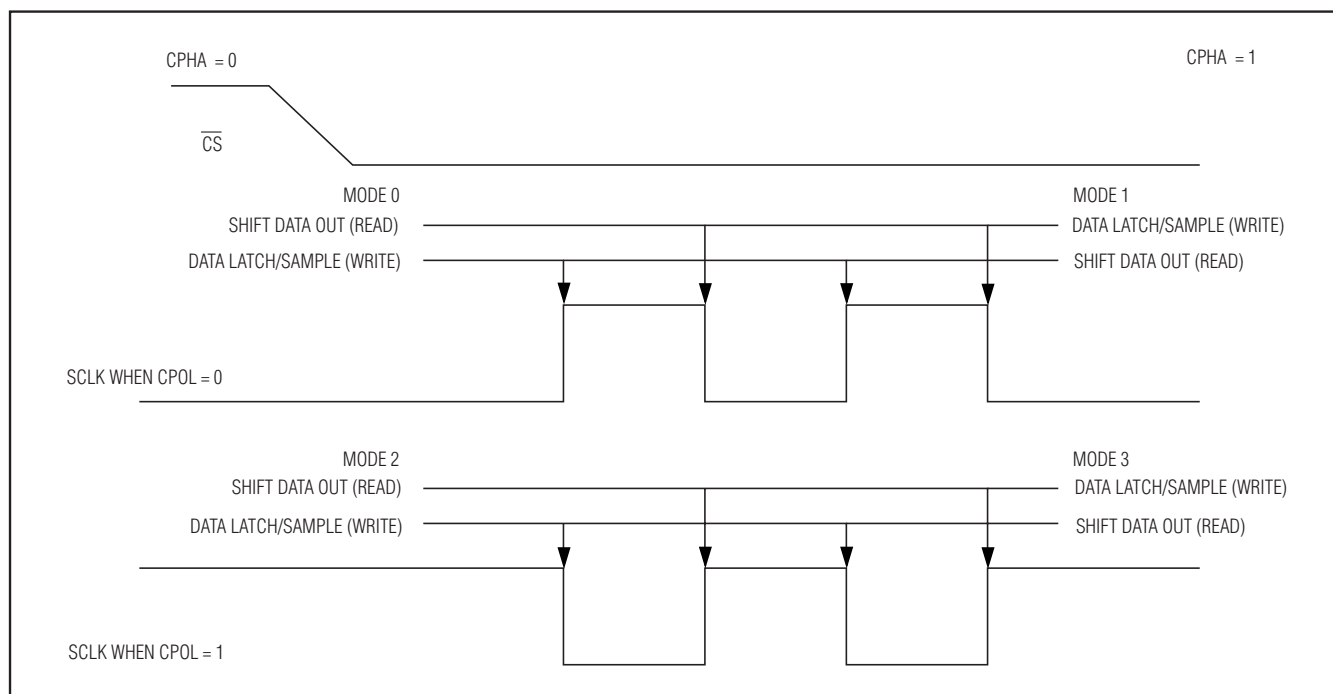 CPHA = 0
CPHA = 1
CS
MODE 0
MODE 1
SHIFT DATA OUT (READ)
DATA LATCH/SAMPLE (WRITE)
DATA LATCH/SAMPLE (WRITE)
SHIFT DATA OUT (READ)
SCLK WHEN CPOL = 0
MODE 2
MODE 3
SHIFT DATA OUT (READ)
DATA LATCH/SAMPLE (WRITE)
DATA LATCH/SAMPLE (WRITE)
SHIFT DATA OUT (READ)
SCLK WHEN CPOL = 1